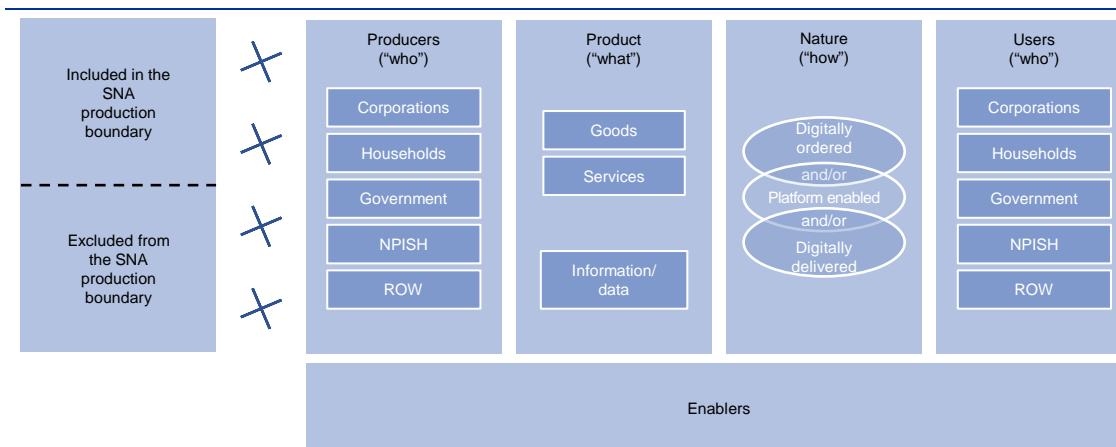 Included in the
SNA
production
boundary
Excluded from
the SNA
production
boundary
Producers
(“who”)
Corporations
Households
Government
NPISH
ROW
Product
(“what”)
Goods
Services
Information/
data
Nature
(“how”)
Digitally
ordered
and/or
Platform enabled
and/or
Digitally
delivered
Users
(“who”)
Corporations
Households
Government
NPISH
ROW
Enablers